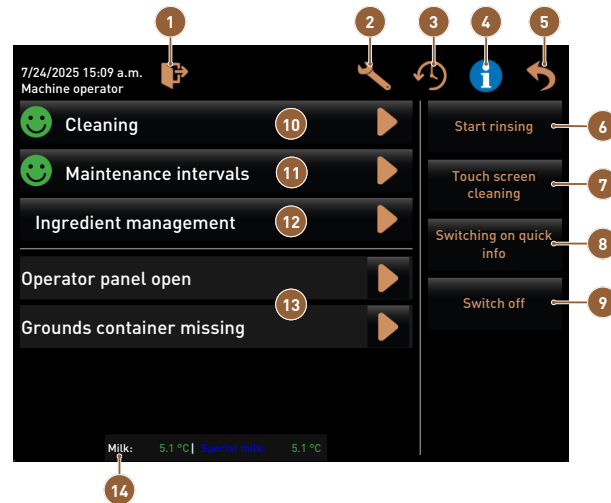 1
2
3
4
5
7/24/2025 15:09 a.m.
Machine operator
Cleaning
10
Start rinsing
6
Maintenance intervals
11
Touch screen
cleaning
7
Ingredient management
12
Switching on quick
info
8
Operator panel open
13
Switch off
9
Grounds container missing
Milk: 5.1 °C| Special milk: 5.1 °C
14